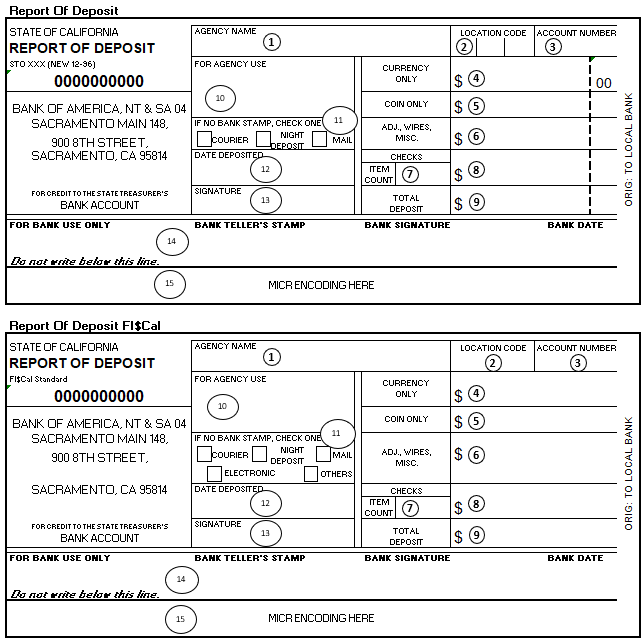 Report Of Deposit
STATE OF CALIFORNIA
REPORT OF DEPOSIT
STO XXX (NEW 12-96)
0000000000
BANK OF AMERICA, NT & SA 04
SACRAMENTO MAIN 148,
900 8TH STREET,
SACRAMENTO, CA 95814
FOR CREDIT TO THE STATE TREASURER'S
BANK ACCOUNT
AGENCY NAME 1
LOCATION CODE
2
ACCOUNT NUMBER
3
FOR AGENCY USE
10
11
IF NO BANK STAMP, CHECK ONE
COURIER
NIGHT
DEPOSIT
MAIL
DATE DEPOSITED
12
SIGNATURE
13
CURRENCY
ONLY
$ 4
00
COIN ONLY
$ 5
ADJ., WIRES,
MISC.
$ 6
CHECKS
ITEM
COUNT
7
$ 8
TOTAL
DEPOSIT
$ 9
ORIG: TO LOCAL BANK
FOR BANK USE ONLY
BANK TELLER'S STAMP
BANK SIGNATURE
BANK DATE
14
Do not write below this line.
15
MICR ENCODING HERE
Report Of Deposit FI$Cal
STATE OF CALIFORNIA
REPORT OF DEPOSIT
FI$Cal Standard
0000000000
BANK OF AMERICA, NT & SA 04
SACRAMENTO MAIN 148,
900 8TH STREET,
SACRAMENTO, CA 95814
FOR CREDIT TO THE STATE TREASURER'S
BANK ACCOUNT
AGENCY NAME
1
LOCATION CODE
2
ACCOUNT NUMBER
3
FOR AGENCY USE
10
11
IF NO BANK STAMP, CHECK ONE
COURIER
NIGHT
DEPOSIT
MAIL
ELECTRONIC
OTHERS
DATE DEPOSITED
12
SIGNATURE
13
CURRENCY
ONLY
$ 4
COIN ONLY
$ 5
ADJ., WIRES,
MISC.
$ 6
CHECKS
ITEM
COUNT
7
$ 8
TOTAL
DEPOSIT
$ 9
ORIG: TO LOCAL BANK
FOR BANK USE ONLY
BANK TELLER'S STAMP
BANK SIGNATURE
BANK DATE
14
Do not write below this line.
15
MICR ENCODING HERE